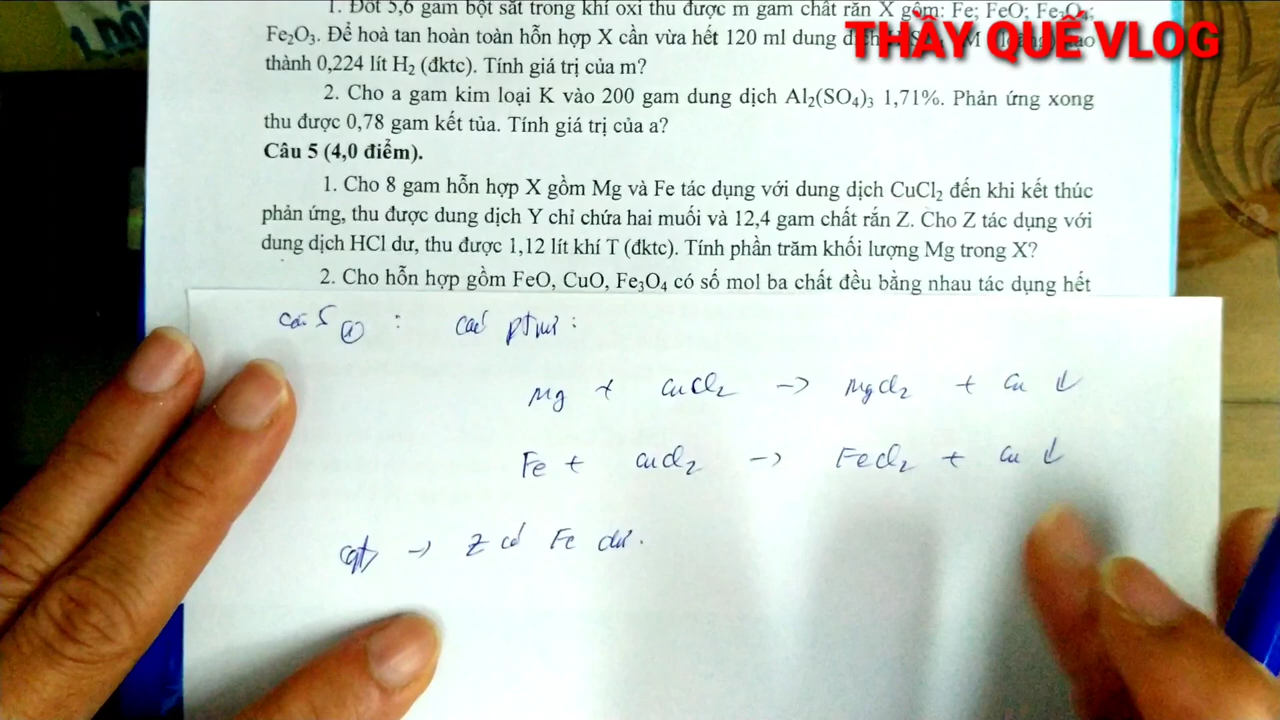 1. Đốt 5,6 gam bột sắt trong khí oxi thu được m gam chất rắn X gồm: Fe; FeO; Fe₃O₄;
THẦY QUẾ VLOG
Fe₂O₃. Để hoà tan hoàn toàn hỗn hợp X cần vừa hết 120 ml dung
thành 0,224 lít H₂ (đktc). Tính giá trị của m?
2. Cho a gam kim loại K vào 200 gam dung dịch Al₂(SO₄)₃ 1,71%. Phản ứng xong
thu được 0,78 gam kết tủa. Tính giá trị của a?
Câu 5 (4,0 điểm).
1. Cho 8 gam hỗn hợp X gồm Mg và Fe tác dụng với dung dịch CuCl₂ đến khi kết thúc
phản ứng, thu được dung dịch Y chỉ chứa hai muối và 12,4 gam chất rắn Z. Cho Z tác dụng với
dung dịch HCl dư, thu được 1,12 lít khí T (đktc). Tính phần trăm khối lượng Mg trong X?
2. Cho hỗn hợp gồm FeO, CuO, Fe₃O₄ có số mol ba chất đều bằng nhau tác dụng hết
Câu 5 (1) : Các ptpư :
Mg + CuCl₂ → MgCl₂ + Cu ↓
Fe + CuCl₂ → FeCl₂ + Cu ↓
→ Z có Fe dư.